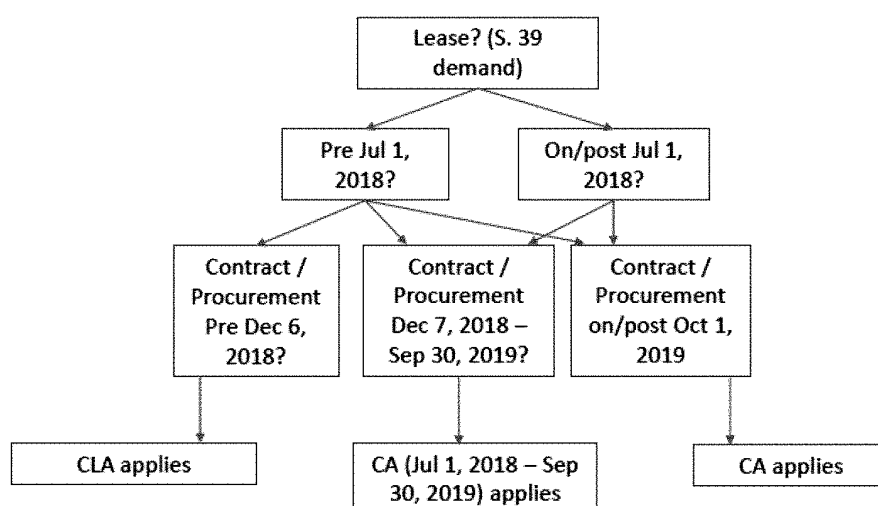 Lease? (S. 39
demand)
Pre Jul 1,
2018?
On/post Jul 1,
2018?
Contract /
Procurement
Pre Dec 6,
2018?
Contract /
Procurement
Dec 7, 2018 –
Sep 30, 2019?
Contract /
Procurement
on/post Oct 1,
2019
CLA applies
CA (Jul 1, 2018 – Sep
30, 2019) applies
CA applies